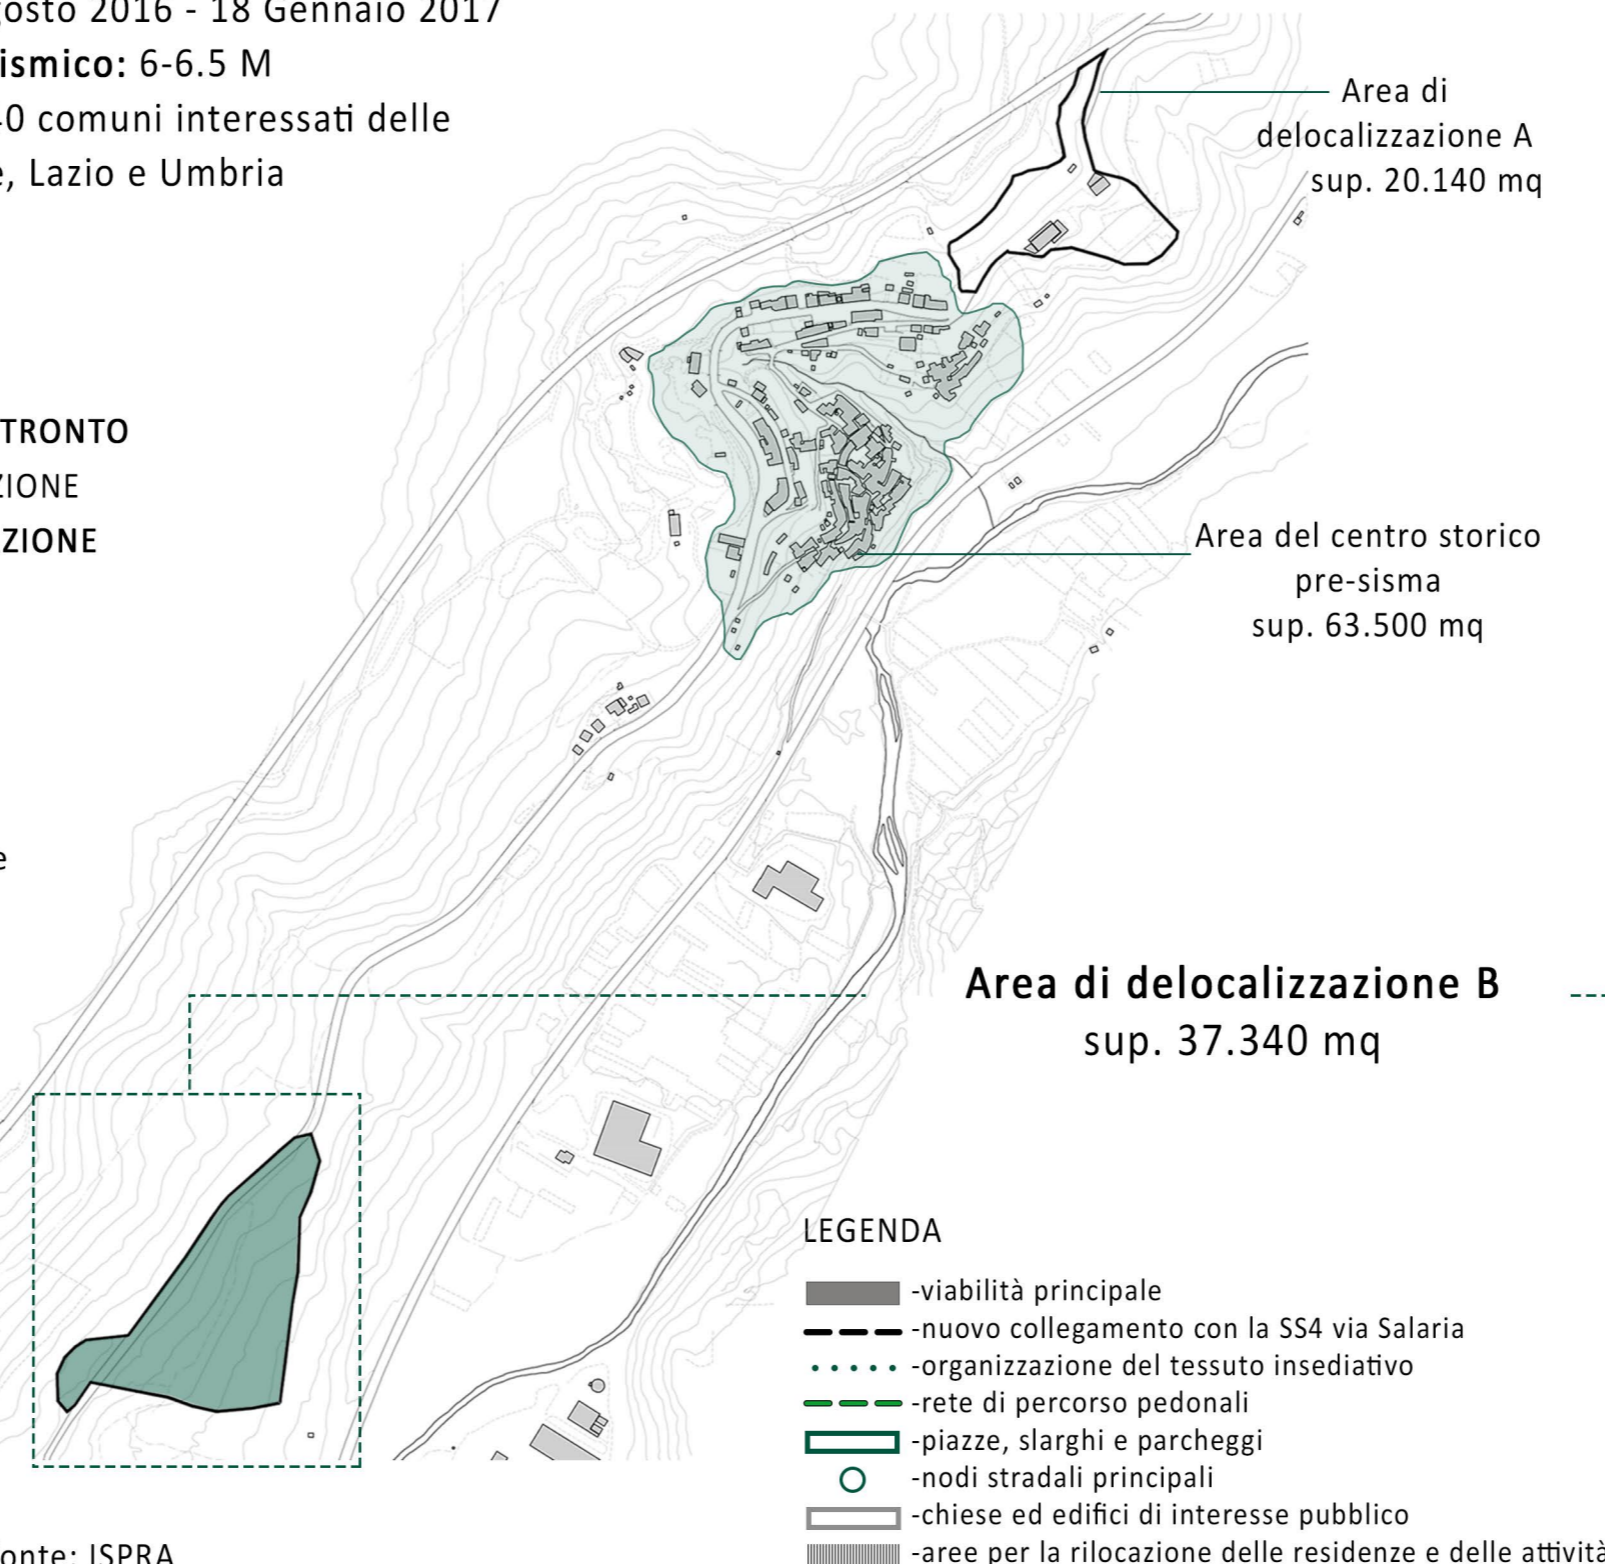 gosto 2016 - 18 Gennaio 2017
ismico: 6-6.5 M
40 comuni interessati delle
e, Lazio e Umbria
TRONTO
ZIONE
ZIONE
e
Area di
delocalizzazione A
sup. 20.140 mq
Area del centro storico
pre-sisma
sup. 63.500 mq
Area di delocalizzazione B
sup. 37.340 mq
LEGENDA
-viabilità principale
-nuovo collegamento con la SS4 via Salaria
-organizzazione del tessuto insediativo
-rete di percorso pedonali
-piazze, slarghi e parcheggi
-nodi stradali principali
-chiese ed edifici di interesse pubblico
-aree per la rilocazione delle residenze e delle attività
onte: ISPRA